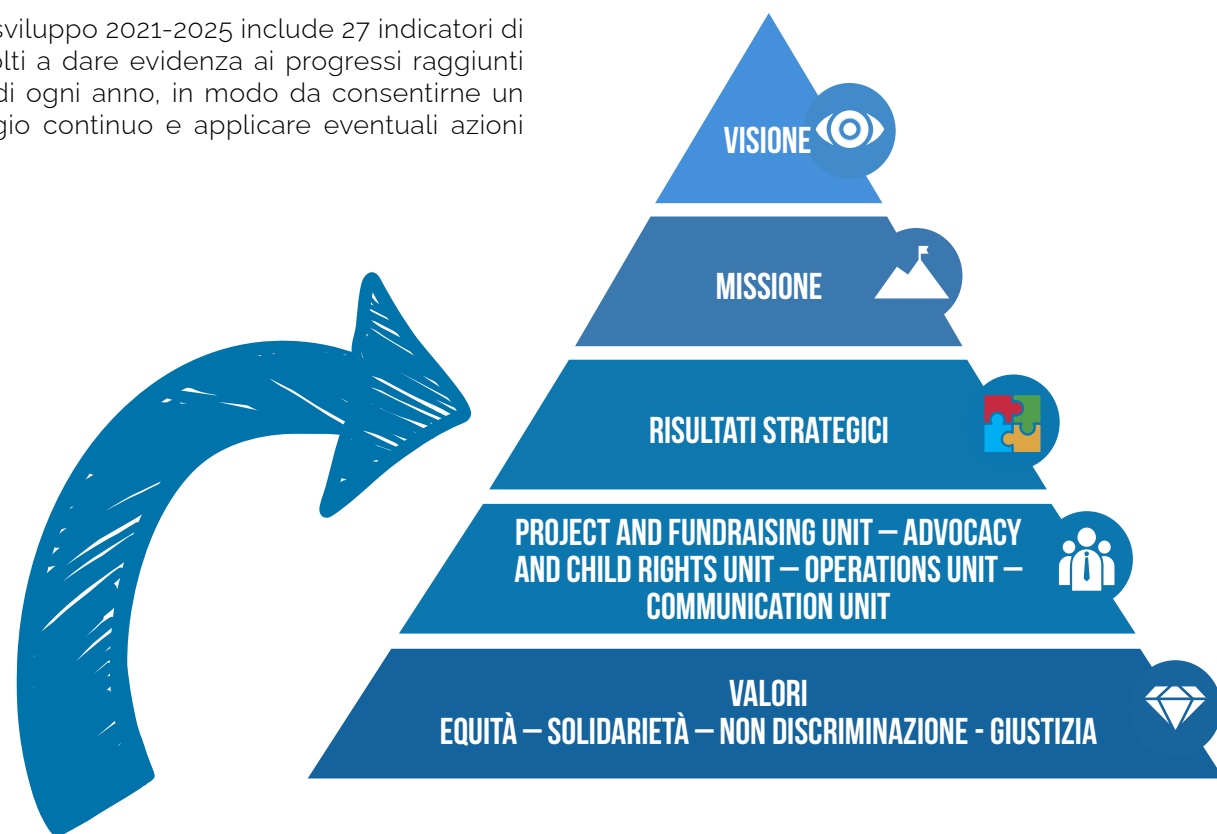 sviluppo 2021-2025 include 27 indicatori di
olti a dare evidenza ai progressi raggiunti
di ogni anno, in modo da consentirne un
gio continuo e applicare eventuali azioni
VISIONE
MISSIONE
RISULTATI STRATEGICI
PROJECT AND FUNDRAISING UNIT – ADVOCACY
AND CHILD RIGHTS UNIT – OPERATIONS UNIT –
COMMUNICATION UNIT
VALORI
EQUITÀ – SOLIDARIETÀ – NON DISCRIMINAZIONE - GIUSTIZIA